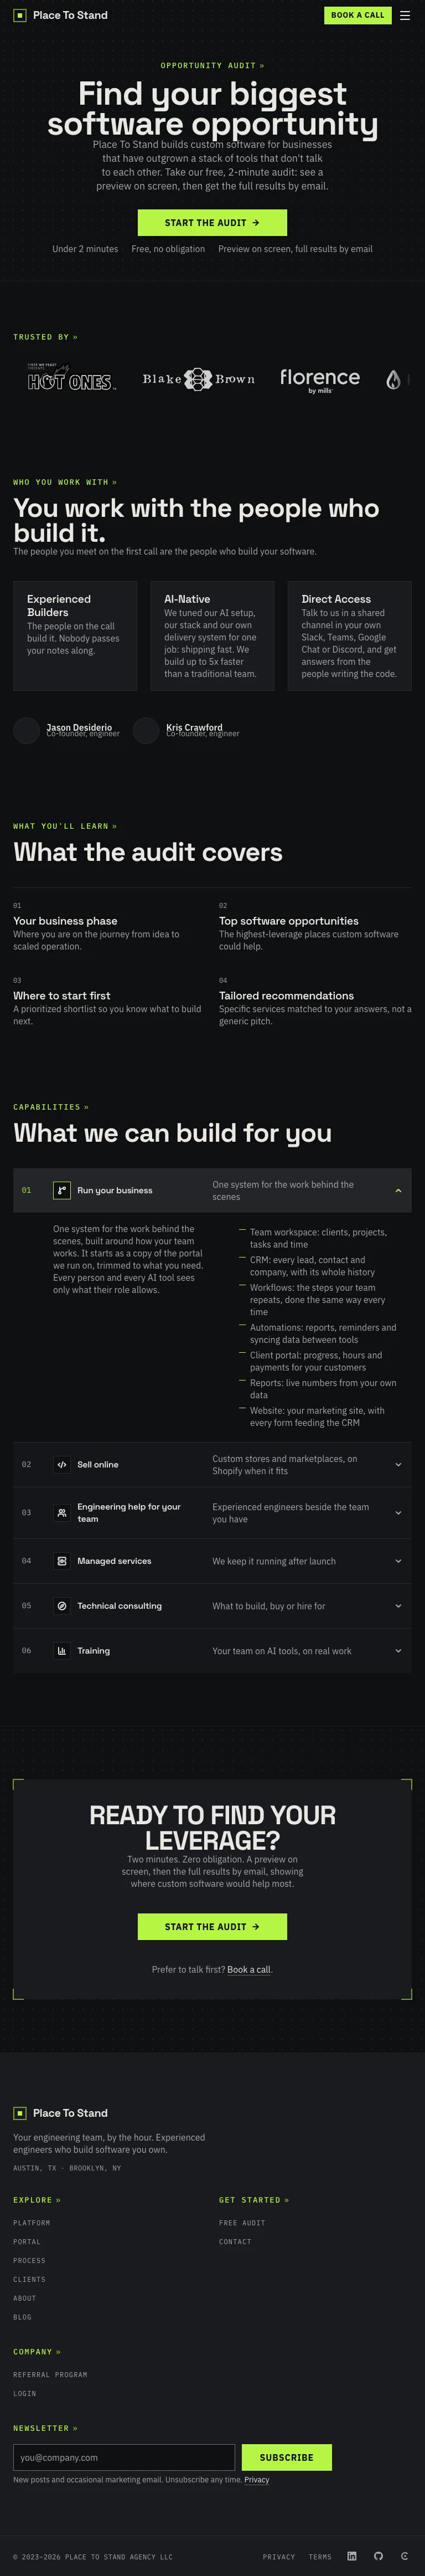 Place To Stand
BOOK A CALL
OPPORTUNITY AUDIT »
Find your biggest
software opportunity
Place To Stand builds custom software for businesses
that have outgrown a stack of tools that don't talk
to each other. Take our free, 2-minute audit: see a
preview on screen, then get the full results by email.
START THE AUDIT →
Under 2 minutes Free, no obligation Preview on screen, full results by email
TRUSTED BY »
HOT ONES
Blake Brown
florence
by mills
WHO YOU WORK WITH »
You work with the people who
build it.
The people you meet on the first call are the people who build your software.
Experienced
Builders
The people on the call
build it. Nobody passes
your notes along.
AI-Native
We tuned our AI setup,
our stack and our own
delivery system for one
job: shipping fast. We
build up to 5x faster
than a traditional team.
Direct Access
Talk to us in a shared
channel in your own
Slack, Teams, Google
Chat or Discord, and get
answers from the
people writing the code.
Jason Desiderio
Co-founder, engineer
Kris Crawford
Co-founder, engineer
WHAT YOU'LL LEARN »
What the audit covers
01
Your business phase
Where you are on the journey from idea to
scaled operation.
02
Top software opportunities
The highest-leverage places custom software
could help.
03
Where to start first
A prioritized shortlist so you know what to build
next.
04
Tailored recommendations
Specific services matched to your answers, not a
generic pitch.
CAPABILITIES »
What we can build for you
01
Run your business
One system for the work behind the
scenes
One system for the work behind the
scenes, built around how your team
works. It starts as a copy of the portal
we run on, trimmed to what you need.
Every person and every AI tool sees
only what their role allows.
Team workspace: clients, projects,
tasks and time
CRM: every lead, contact and
company, with its whole history
Workflows: the steps your team
repeats, done the same way every
time
Automations: reports, reminders and
syncing data between tools
Client portal: progress, hours and
payments for your customers
Reports: live numbers from your own
data
Website: your marketing site, with
every form feeding the CRM
02
Sell online
Custom stores and marketplaces, on
Shopify when it fits
03
Engineering help for your
team
Experienced engineers beside the team
you have
04
Managed services
We keep it running after launch
05
Technical consulting
What to build, buy or hire for
06
Training
Your team on AI tools, on real work
READY TO FIND YOUR
LEVERAGE?
Two minutes. Zero obligation. A preview on
screen, then the full results by email, showing
where custom software would help most.
START THE AUDIT →
Prefer to talk first? Book a call.
Place To Stand
Your engineering team, by the hour. Experienced
engineers who build software you own.
AUSTIN, TX · BROOKLYN, NY
EXPLORE »
PLATFORM
PORTAL
PROCESS
CLIENTS
ABOUT
BLOG
GET STARTED »
FREE AUDIT
CONTACT
COMPANY »
REFERRAL PROGRAM
LOGIN
NEWSLETTER »
you@company.com
SUBSCRIBE
New posts and occasional marketing email. Unsubscribe any time. Privacy
© 2023–2026 PLACE TO STAND AGENCY LLC
PRIVACY TERMS